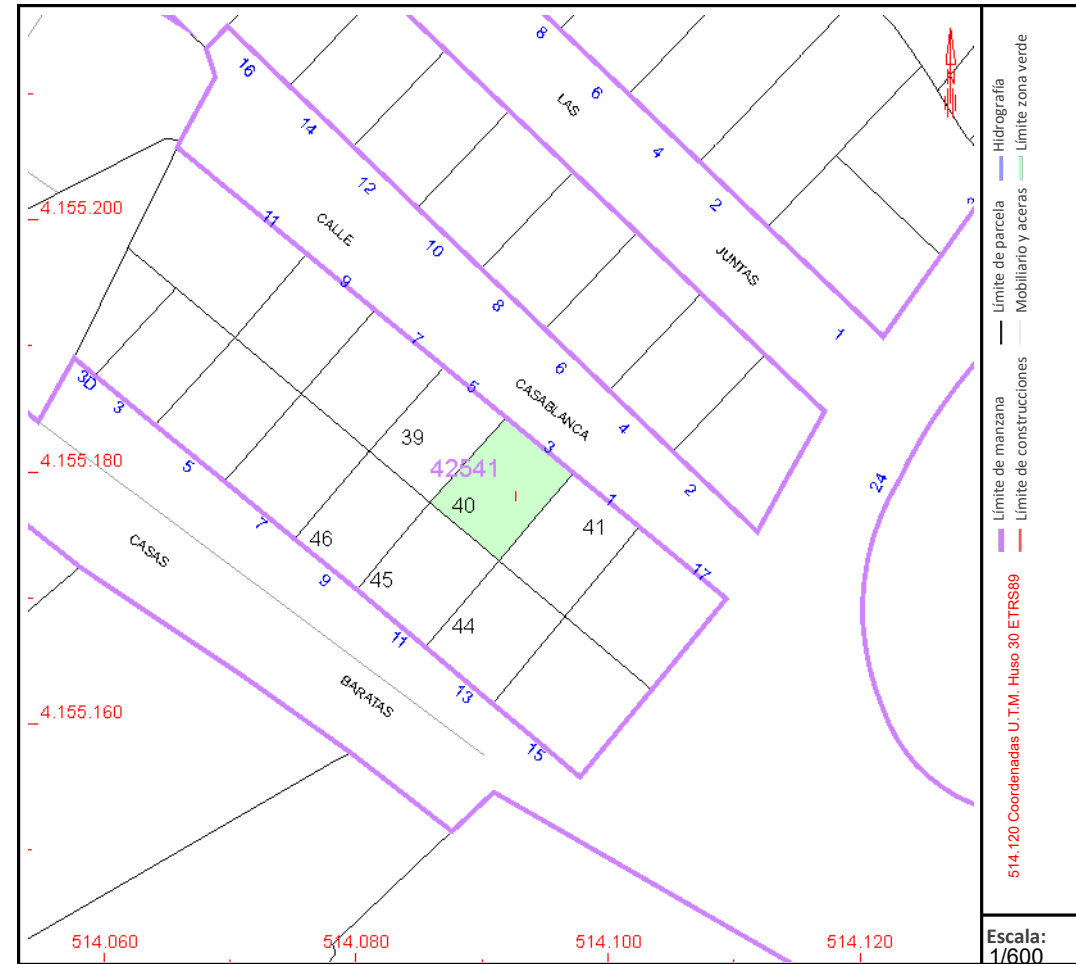 8
6
4
2
1
LAS
JUNTAS
16
14
12
10
8
6
4
2
CALLE
CASABLANCA
11
9
7
5
3
1
17
24
4.155.200
4.155.180
4.155.160
39
42541
40
41
46
45
44
3D
3
5
7
9
11
13
15
CASAS
BARATAS
514.060
514.080
514.100
514.120
N
Límite de manzana
Límite de parcela
Hidrografía
Límite de construcciones
Mobiliario y aceras
Límite zona verde
514.120 Coordenadas U.T.M. Huso 30 ETRS89
Escala:
1/600